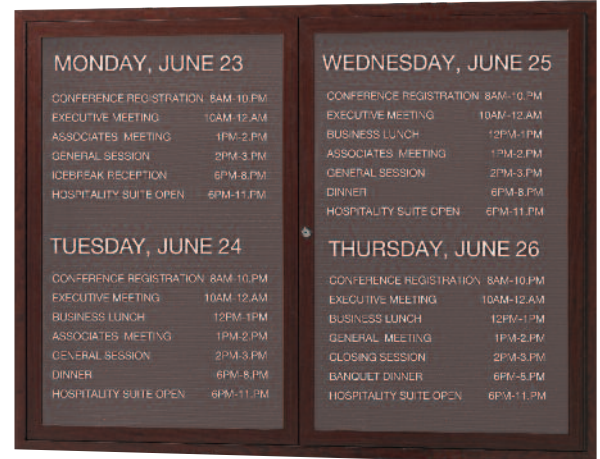 MONDAY, JUNE 23
CONFERENCE REGISTRATION 8AM-10.PM
EXECUTIVE MEETING 10AM-12.AM
ASSOCIATES MEETING 1PM-2.PM
GENERAL SESSION 2PM-3.PM
ICEBREAK RECEPTION 6PM-8.PM
HOSPITALITY SUITE OPEN 6PM-11.PM
TUESDAY, JUNE 24
CONFERENCE REGISTRATION 8AM-10.PM
EXECUTIVE MEETING 10AM-12.AM
BUSINESS LUNCH 12PM-1PM
ASSOCIATES MEETING 1PM-2.PM
GENERAL SESSION 2PM-3.PM
DINNER 6PM-8.PM
HOSPITALITY SUITE OPEN 6PM-11.PM
WEDNESDAY, JUNE 25
CONFERENCE REGISTRATION 8AM-10.PM
EXECUTIVE MEETING 10AM-12.AM
BUSINESS LUNCH 12PM-1PM
ASSOCIATES MEETING 1PM-2.PM
GENERAL SESSION 2PM-3.PM
DINNER 6PM-8.PM
HOSPITALITY SUITE OPEN 6PM-11.PM
THURSDAY, JUNE 26
CONFERENCE REGISTRATION 8AM-10.PM
EXECUTIVE MEETING 10AM-12.AM
BUSINESS LUNCH 12PM-1PM
GENERAL MEETING 1PM-2.PM
CLOSING SESSION 2PM-3.PM
BANQUET DINNER
HOSPITALITY SUITE OPEN 6PM-11.PM